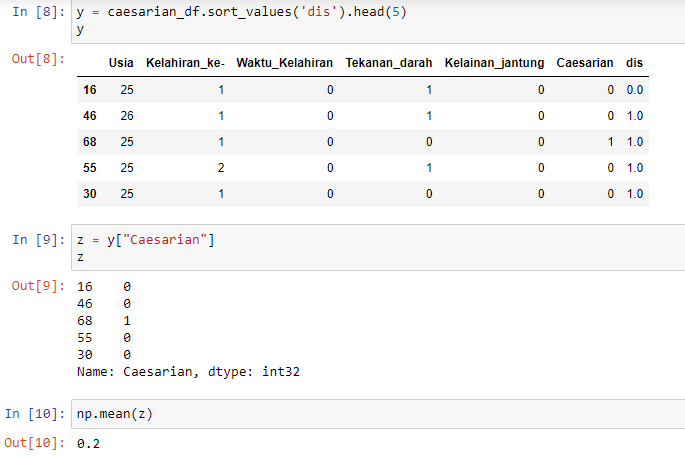 In [8]: y = caesarian_df.sort_values('dis').head(5)
y
Out[8]:
Usia Kelahiran_ke- Waktu_Kelahiran Tekanan_darah Kelainan_jantung Caesarian dis
16 25 1 0 1 0 0 0.0
46 26 1 0 1 0 0 1.0
68 25 1 0 0 0 1 1.0
55 25 2 0 1 0 0 1.0
30 25 1 0 0 0 0 1.0
In [9]: z = y["Caesarian"]
z
Out[9]: 16 0
46 0
68 1
55 0
30 0
Name: Caesarian, dtype: int32
In [10]: np.mean(z)
Out[10]: 0.2